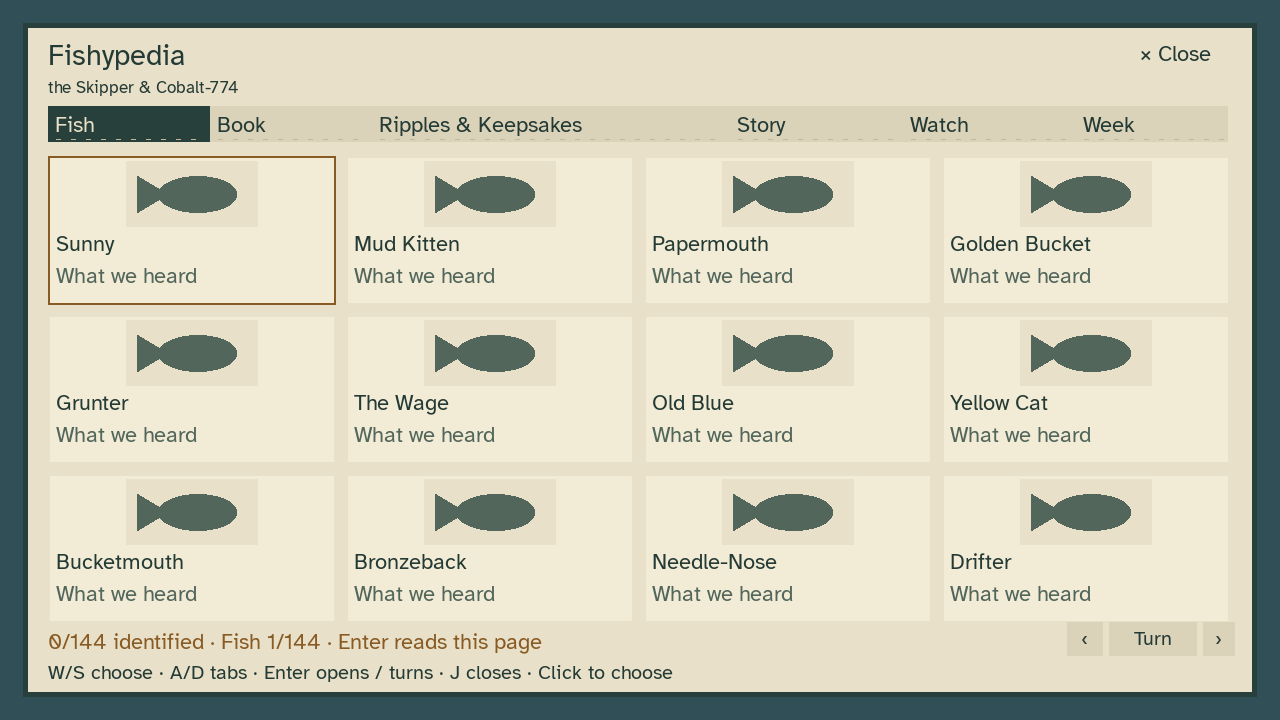 Fishypedia
× Close
the Skipper & Cobalt-774
Fish Book Ripples & Keepsakes Story Watch Week
Sunny Mud Kitten Papermouth Golden Bucket
What we heard What we heard What we heard What we heard
Grunter The Wage Old Blue Yellow Cat
What we heard What we heard What we heard What we heard
Bucketmouth Bronzeback Needle-Nose Drifter
What we heard What we heard What we heard What we heard
0/144 identified · Fish 1/144 · Enter reads this page
‹ Turn ›
W/S choose · A/D tabs · Enter opens / turns · J closes · Click to choose